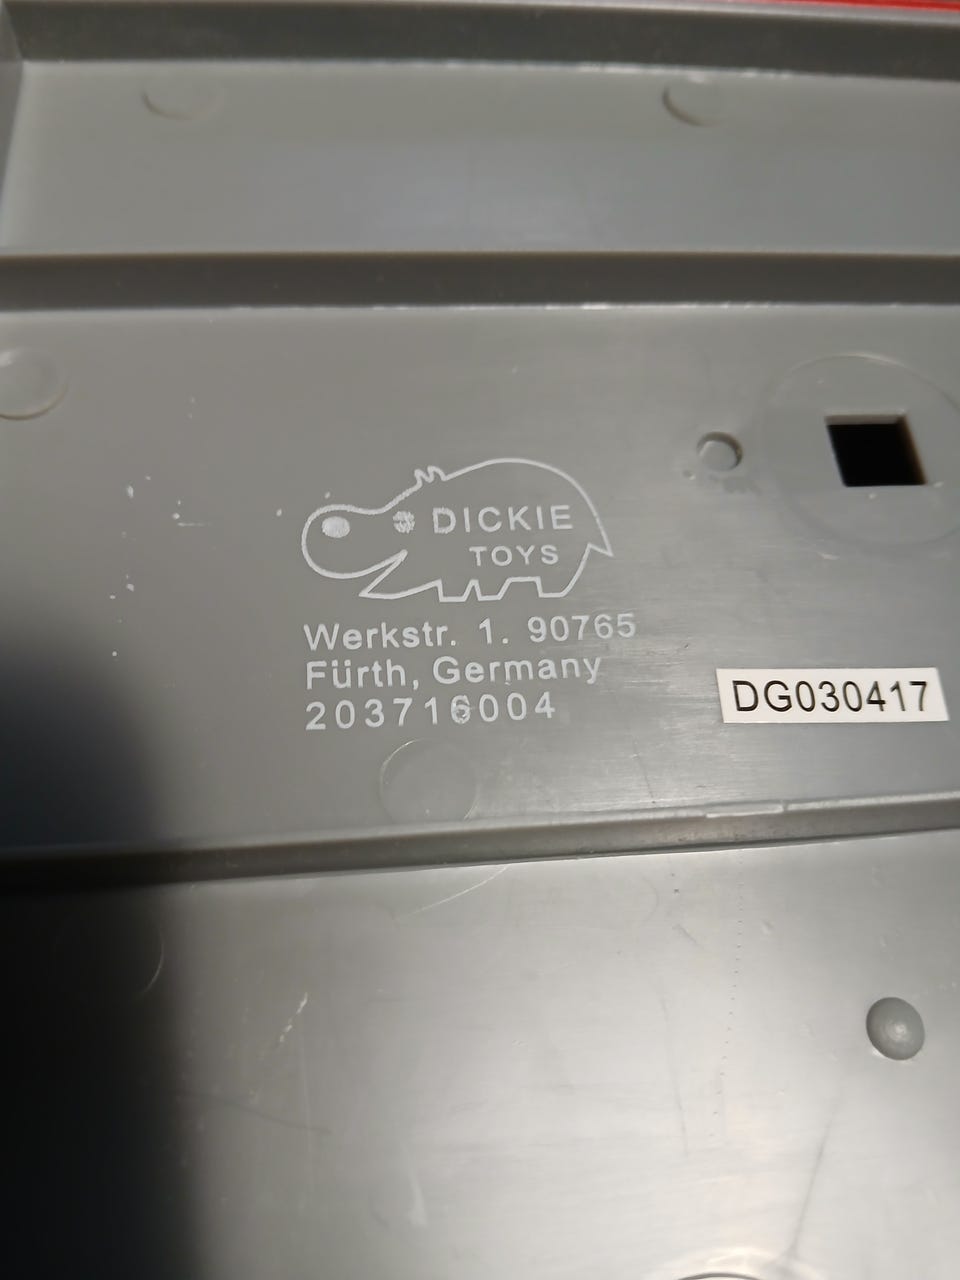 DICKIE
TOYS
Werkstr. 1. 90765
Fürth, Germany
203716004
DG030417